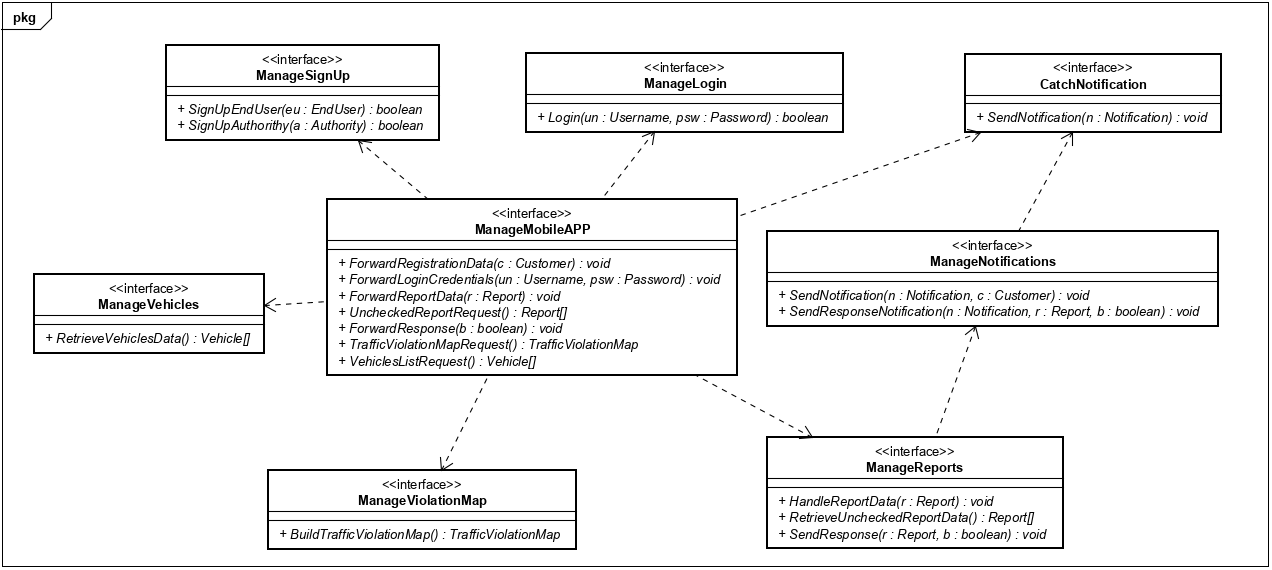 pkg
<<interface>>
ManageSignUp
+ SignUpEndUser(eu : EndUser) : boolean
+ SignUpAuthorithy(a : Authority) : boolean
<<interface>>
ManageLogin
+ Login(un : Username, psw : Password) : boolean
<<interface>>
CatchNotification
+ SendNotification(n : Notification) : void
<<interface>>
ManageMobileAPP
+ ForwardRegistrationData(c : Customer) : void
+ ForwardLoginCredentials(un : Username, psw : Password) : void
+ ForwardReportData(r : Report) : void
+ UncheckedReportRequest() : Report[]
+ ForwardResponse(b : boolean) : void
+ TrafficViolationMapRequest() : TrafficViolationMap
+ VehiclesListRequest() : Vehicle[]
<<interface>>
ManageNotifications
+ SendNotification(n : Notification, c : Customer) : void
+ SendResponseNotification(n : Notification, r : Report, b : boolean) : void
<<interface>>
ManageVehicles
+ RetrieveVehiclesData() : Vehicle[]
<<interface>>
ManageViolationMap
+ BuildTrafficViolationMap() : TrafficViolationMap
<<interface>>
ManageReports
+ HandleReportData(r : Report) : void
+ RetrieveUncheckedReportData() : Report[]
+ SendResponse(r : Report, b : boolean) : void